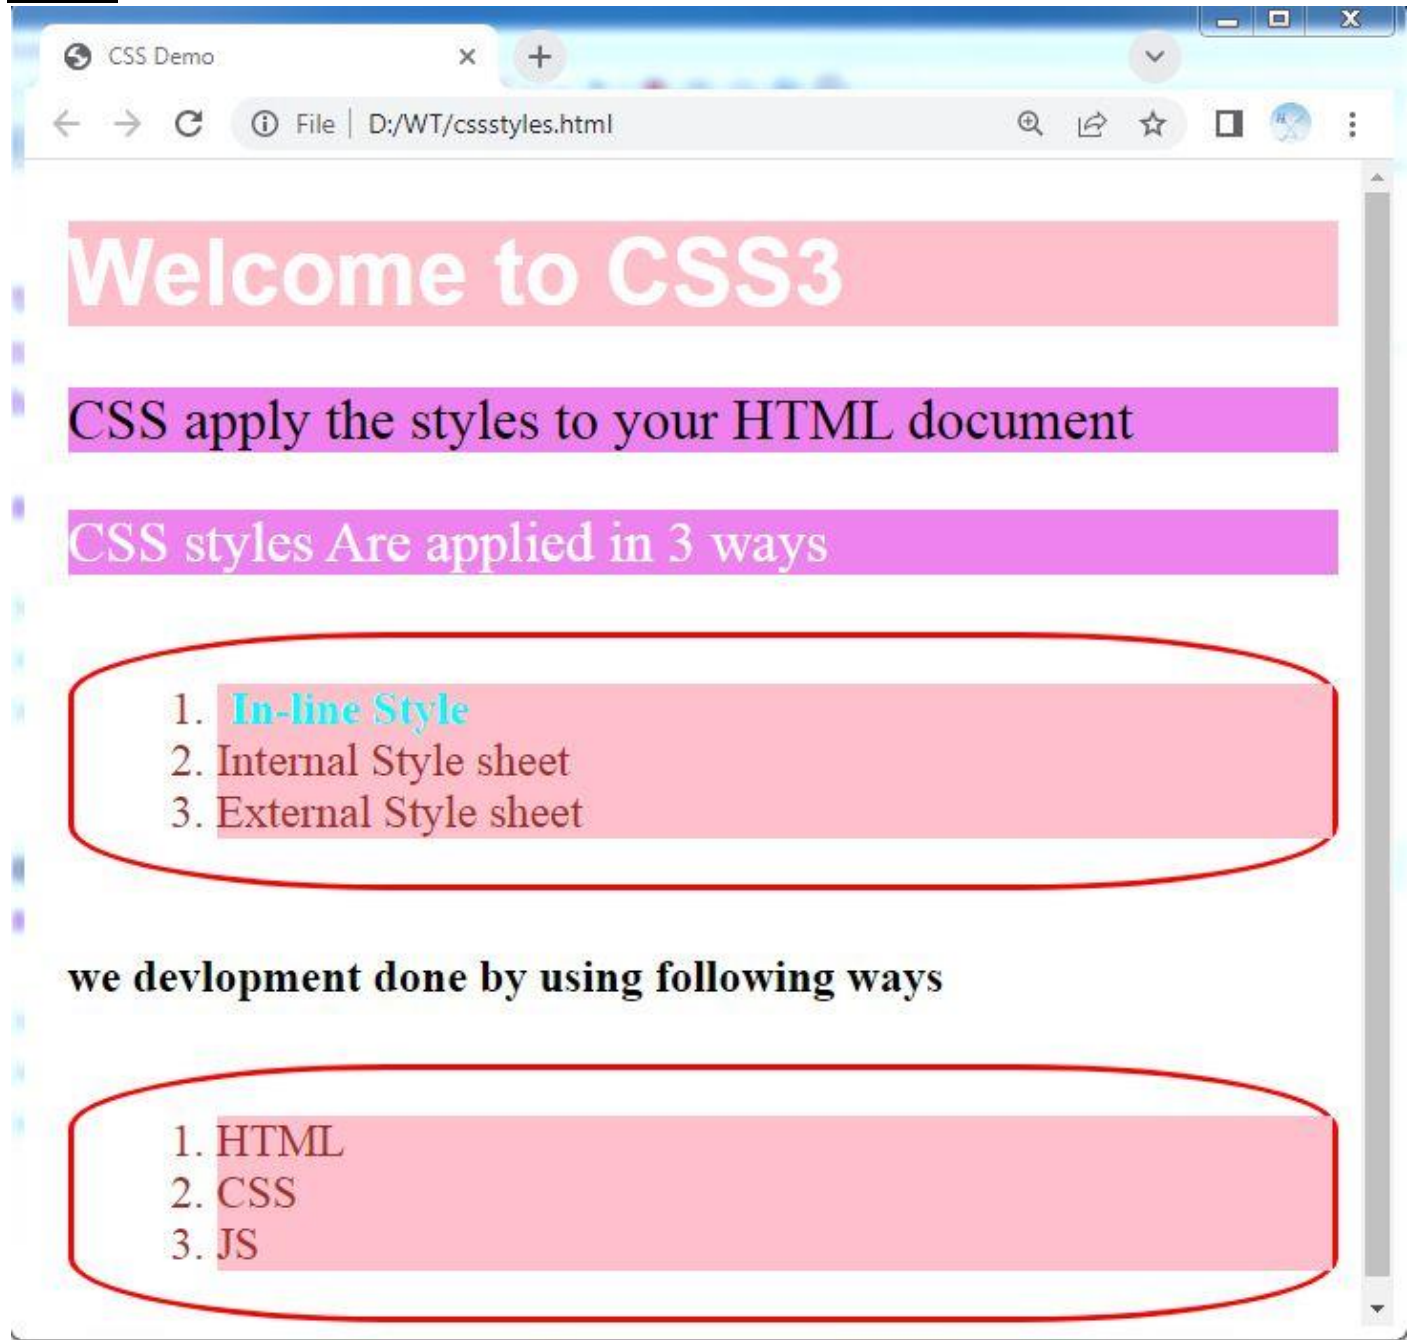 CSS Demo
File | D:/WT/cssstyles.html
Welcome to CSS3
CSS apply the styles to your HTML document
CSS styles Are applied in 3 ways
1. In-line Style
2. Internal Style sheet
3. External Style sheet
we devlopment done by using following ways
1. HTML
2. CSS
3. JS